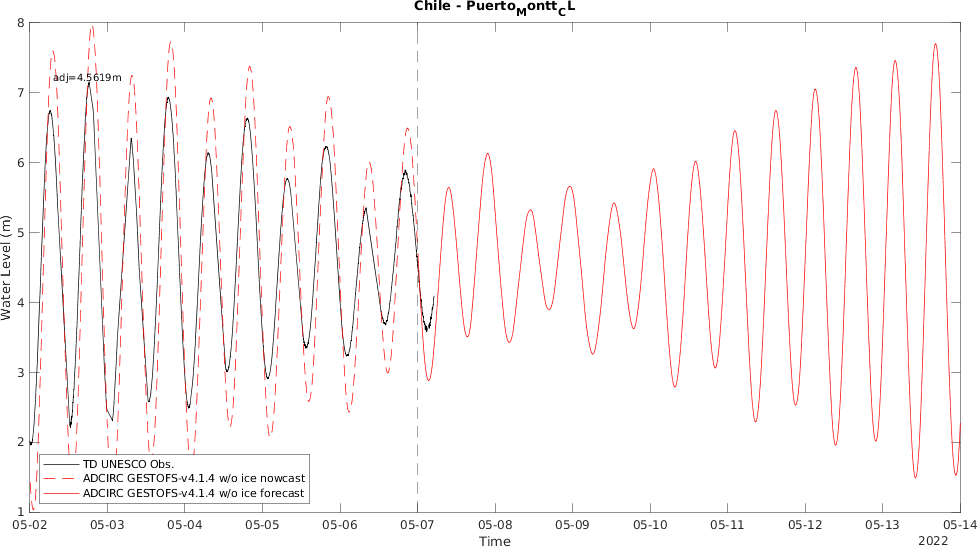 Chile - Puerto_Montt_CL
adj=4.5619m
Water Level (m)
8
7
6
5
4
3
2
1
TD UNESCO Obs.
ADCIRC GESTOFS-v4.1.4 w/o ice nowcast
ADCIRC GESTOFS-v4.1.4 w/o ice forecast
05-02 05-03 05-04 05-05 05-06 05-07 05-08 05-09 05-10 05-11 05-12 05-13 05-14
Time
2022